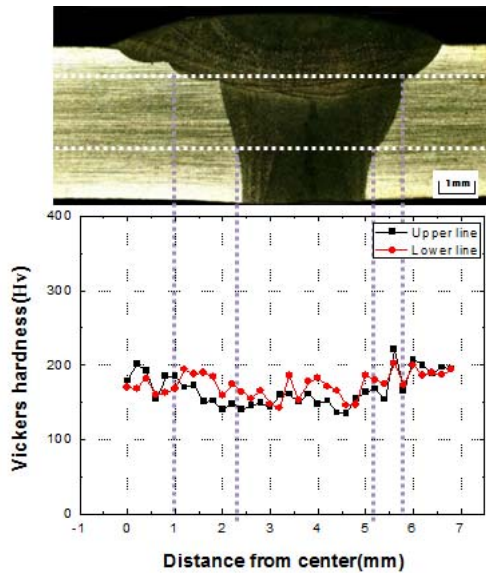 1mm
400
Upper line
Lower line
300
200
100
0
Vickers hardness(Hv)
-1 0 1 2 3 4 5 6 7
Distance from center(mm)